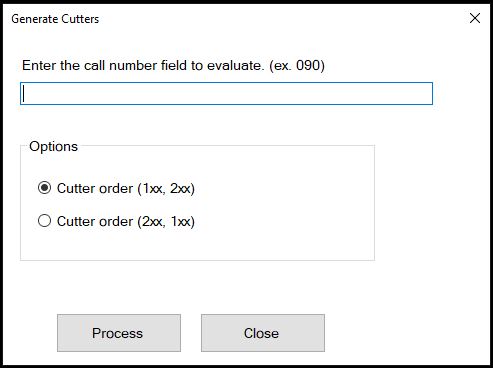 Generate Cutters
Enter the call number field to evaluate. (ex. 090)
Options
Cutter order (1xx, 2xx)
Cutter order (2xx, 1xx)
Process
Close